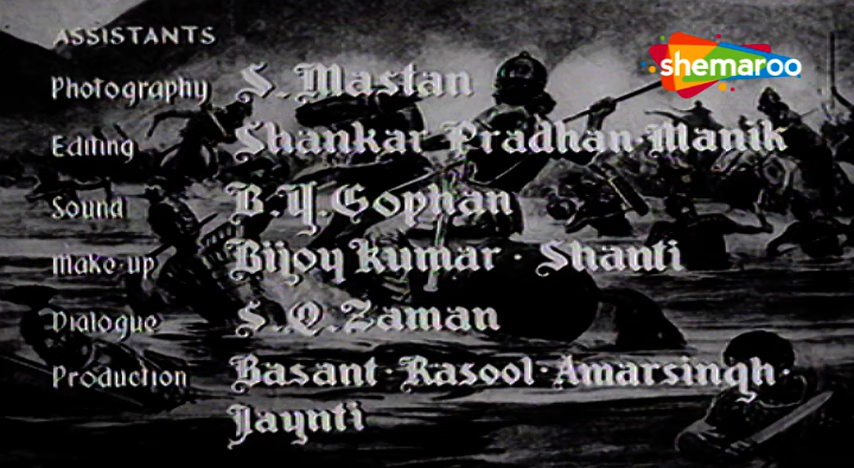 ASSISTANTS
shemaroo
Photography S. Mastan
Editing Shankar Pradhan · Manik
Sound B.Y. Gophan
Make-up Bijoy Kumar · Shanti
Dialogue S.Q. Zaman
Production Basant · Rasool · Amarsingh ·
Jaynti